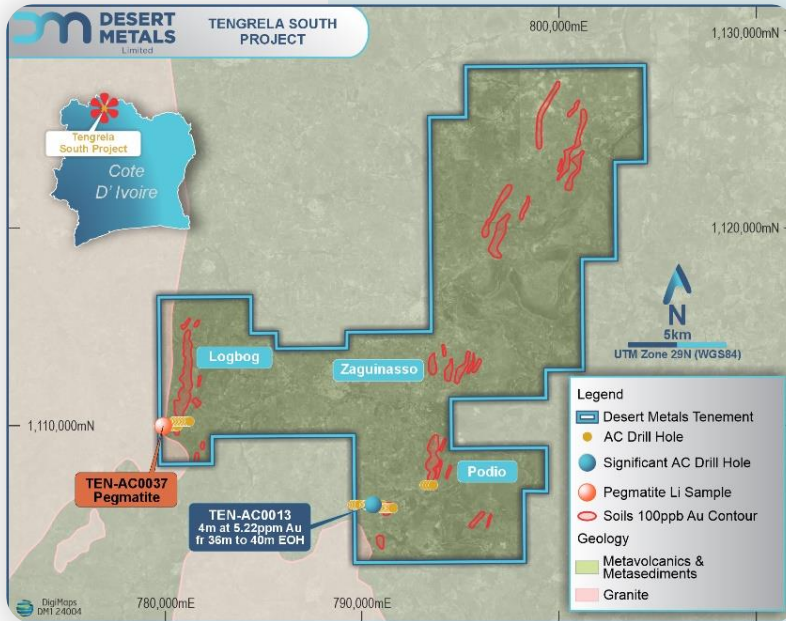 DESERT
METALS
Limited
TENGRELA SOUTH
PROJECT
800,000mE
1,130,000mN
Tengrela
South Project
Cote
D' Ivoire
1,120,000mN
N
5km
UTM Zone 29N (WGS84)
Logbog
Zaguinasso
1,110,000mN
Podio
TEN-AC0037
Pegmatite
TEN-AC0013
4m at 5.22ppm Au
fr 36m to 40m EOH
Legend
Desert Metals Tenement
AC Drill Hole
Significant AC Drill Hole
Pegmatite Li Sample
Soils 100ppb Au Contour
Geology
Metavolcanics &
Metasediments
Granite
DigiMaps
DM1 24004
780,000mE
790,000mE